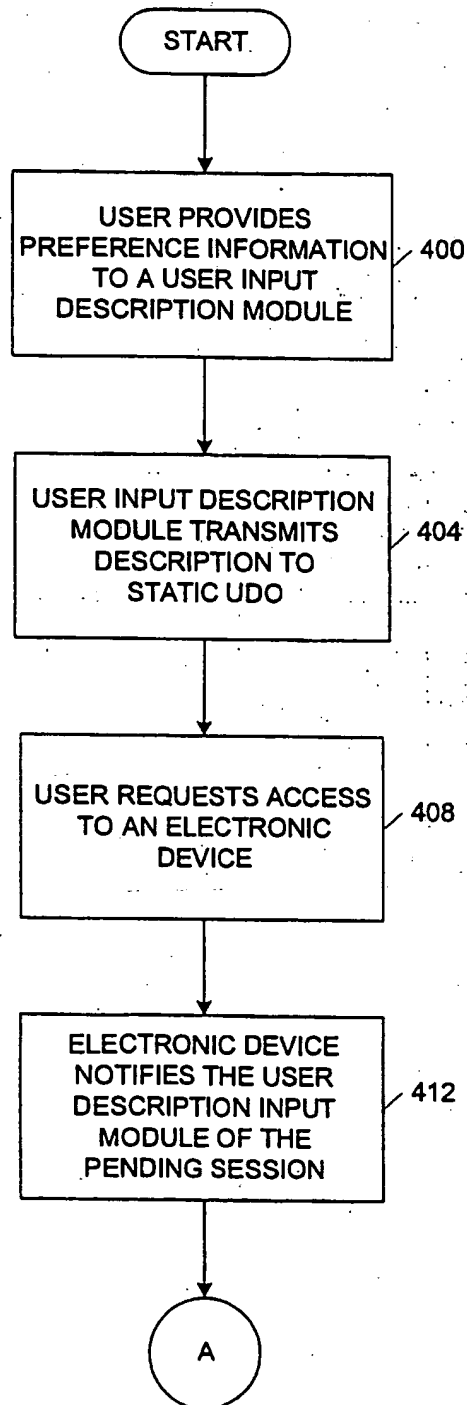 START
USER PROVIDES
PREFERENCE INFORMATION
TO A USER INPUT
DESCRIPTION MODULE
400
USER INPUT DESCRIPTION
MODULE TRANSMITS
DESCRIPTION TO
STATIC UDO
404
USER REQUESTS ACCESS
TO AN ELECTRONIC
DEVICE
408
ELECTRONIC DEVICE
NOTIFIES THE USER
DESCRIPTION INPUT
MODULE OF THE
PENDING SESSION
412
A